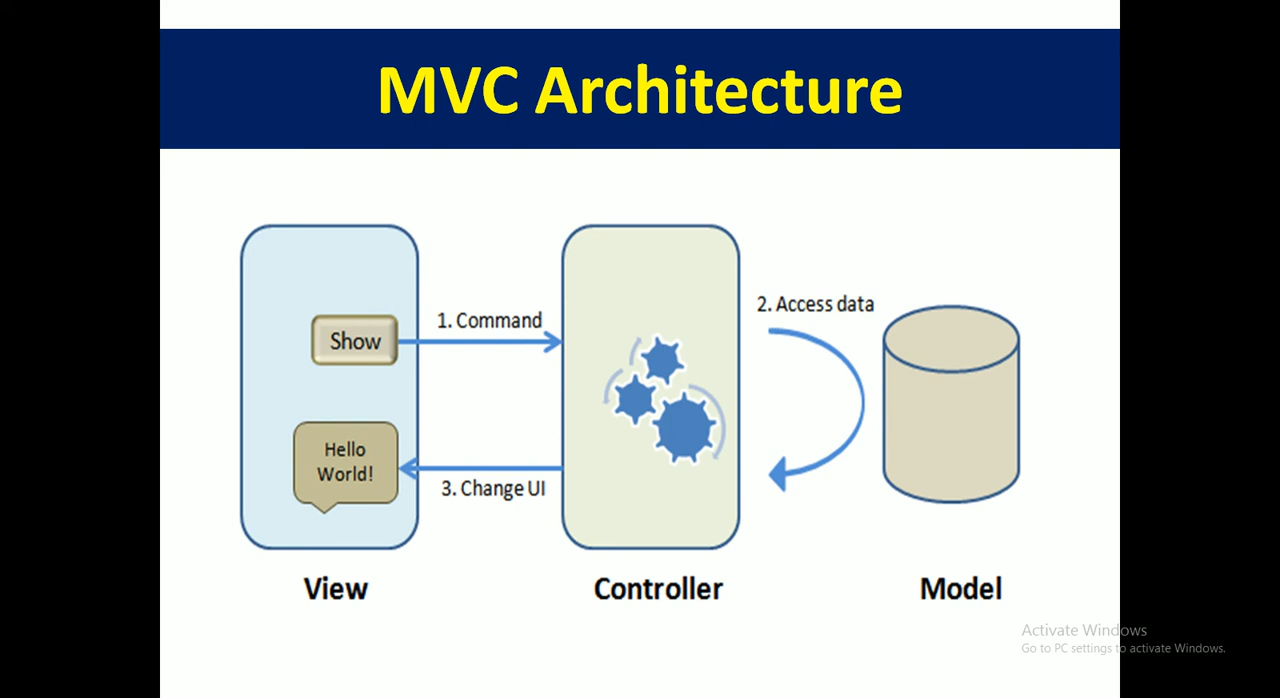 MVC Architecture
Show
1. Command
2. Access data
Hello
World!
3. Change UI
View
Controller
Model
Activate Windows
Go to PC settings to activate Windows.